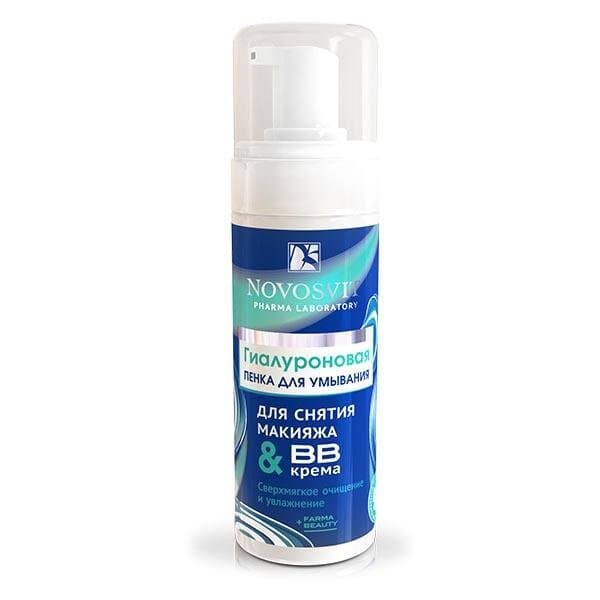 NOVOSVIT
PHARMA LABORATORY
Гиалуроновая
ПЕНКА ДЛЯ УМЫВАНИЯ
ДЛЯ СНЯТИЯ
МАКИЯЖА
& BB
крема
Сверхмягкое очищение
и увлажнение
+ FARMA
BEAUTY